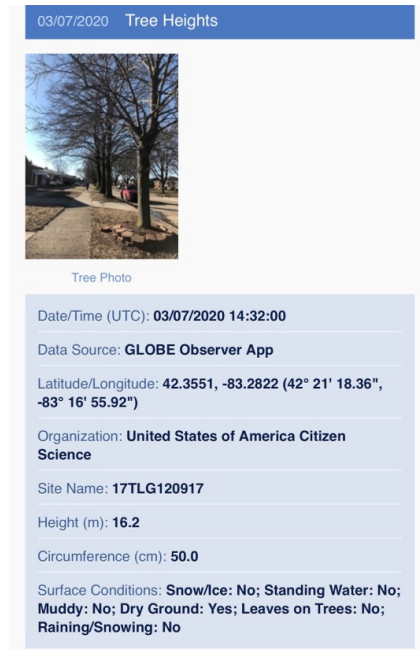 03/07/2020 Tree Heights
Tree Photo
Date/Time (UTC): 03/07/2020 14:32:00
Data Source: GLOBE Observer App
Latitude/Longitude: 42.3551, -83.2822 (42° 21' 18.36",
-83° 16' 55.92")
Organization: United States of America Citizen
Science
Site Name: 17TLG120917
Height (m): 16.2
Circumference (cm): 50.0
Surface Conditions: Snow/Ice: No; Standing Water: No;
Muddy: No; Dry Ground: Yes; Leaves on Trees: No;
Raining/Snowing: No